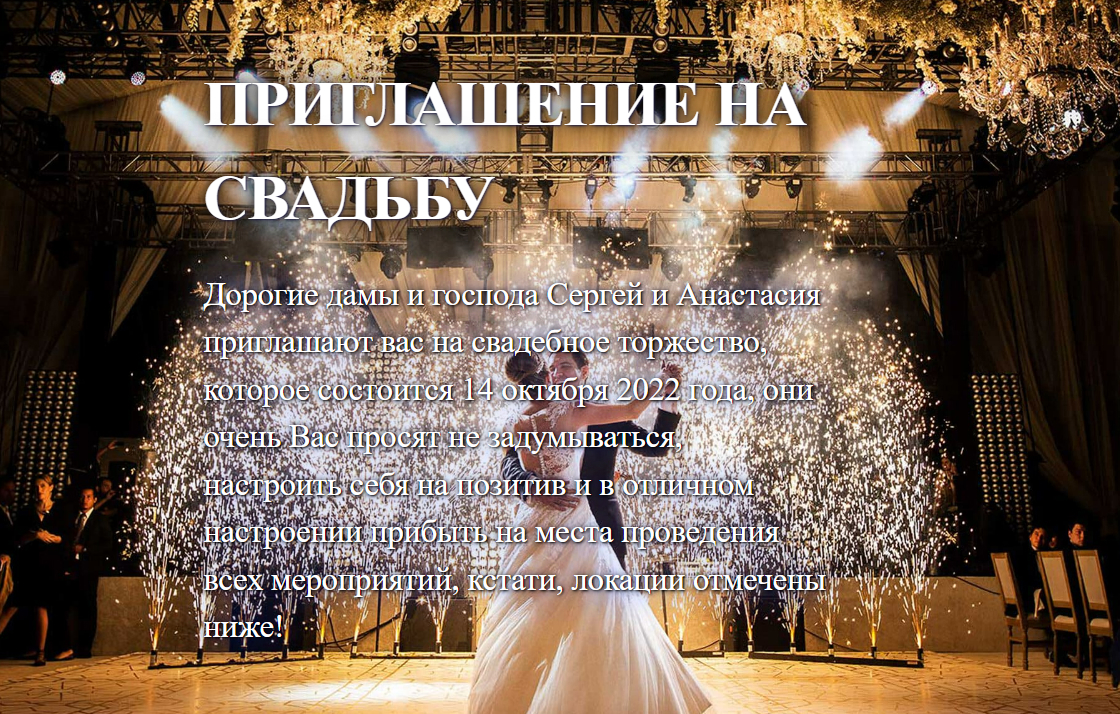 ПРИГЛАШЕНИЕ НА
СВАДЬБУ
Дорогие дамы и господа Сергей и Анастасия
приглашают вас на свадебное торжество,
которое состоится 14 октября 2022 года, они
очень Вас просят не задумываться,
настроить себя на позитив и в отличном
настроении прибыть на места проведения
всех мероприятий, кстати, локации отмечены
ниже!